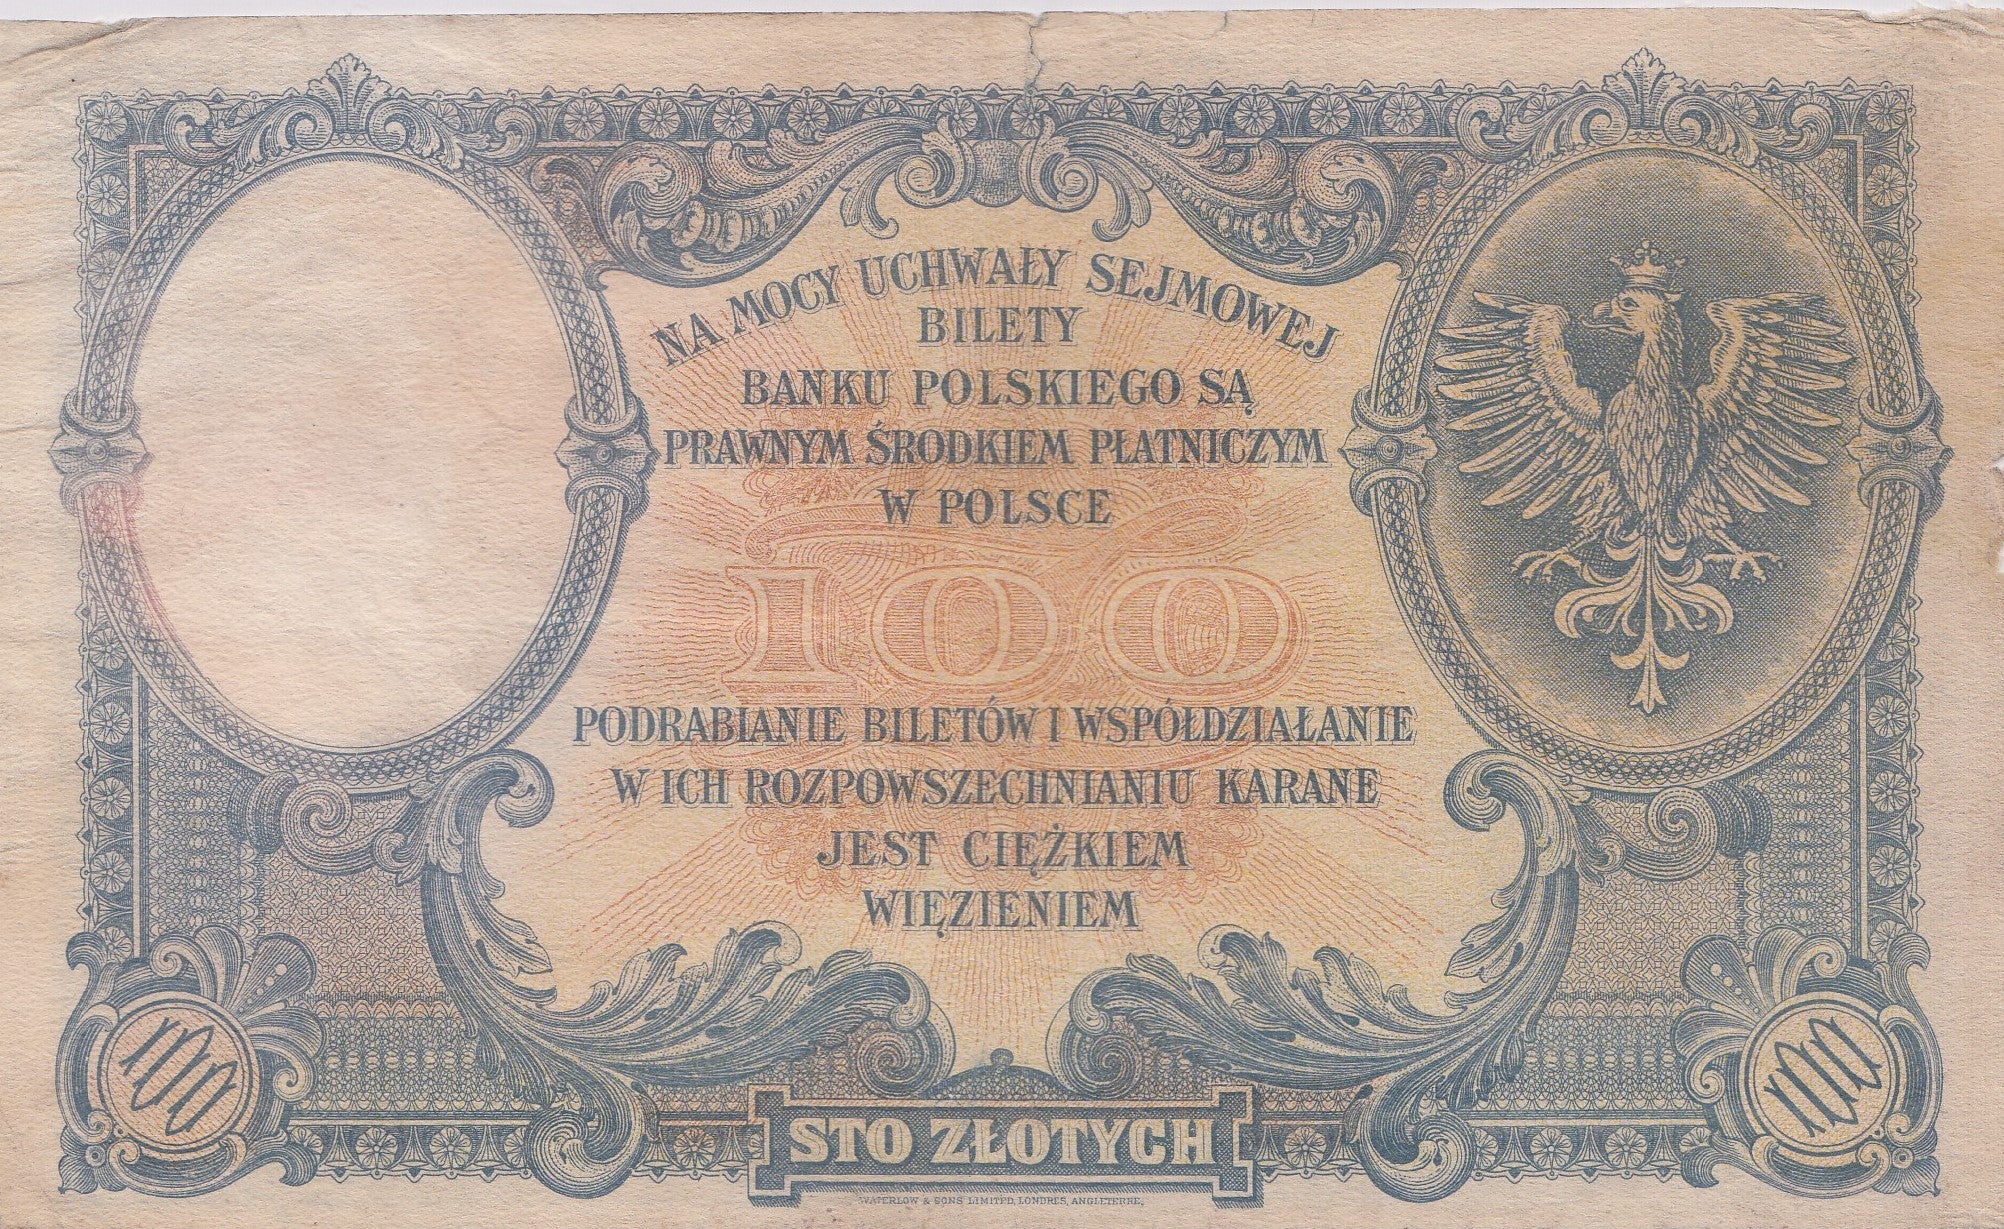 NA MOCY UCHWAŁY SEJMOWEJ
BILETY
BANKU POLSKIEGO SĄ
PRAWNYM ŚRODKIEM PŁATNICZYM
W POLSCE
100
PODRABIANIE BILETÓW I WSPÓŁDZIAŁANIE
W ICH ROZPOWSZECHNIANIU KARANE
JEST CIĘŻKIEM
WIĘZIENIEM
100
100
STO ZŁOTYCH
WATERLOW & SONS LIMITED, LONDRES, ANGLETERRE.